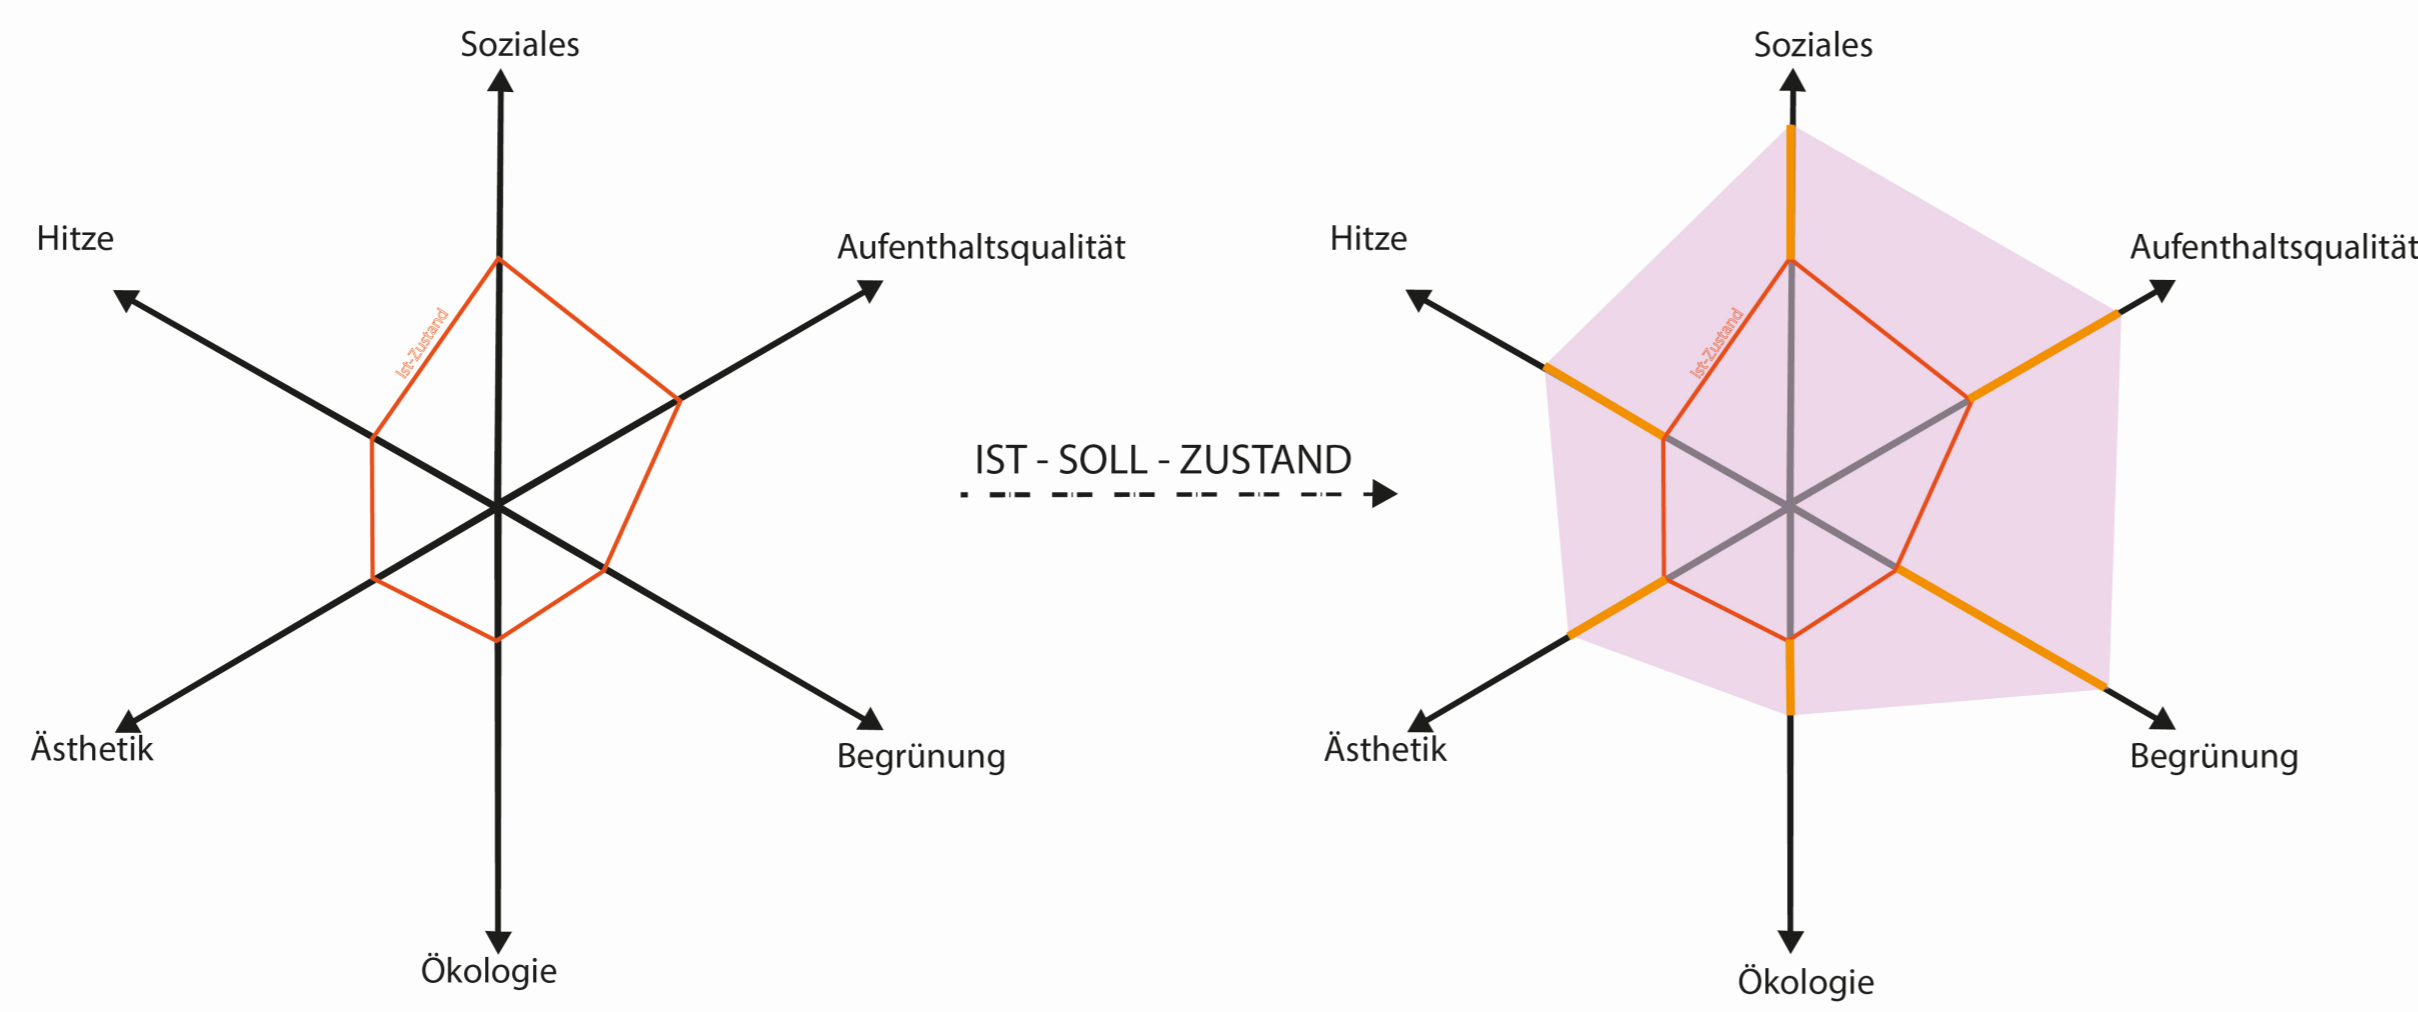 Soziales
Hitze
Aufenthaltsqualität
Ist-Zustand
Ästhetik
Begrünung
Ökologie
IST - SOLL - ZUSTAND
Soziales
Hitze
Aufenthaltsqualität
Ist-Zustand
Ästhetik
Begrünung
Ökologie